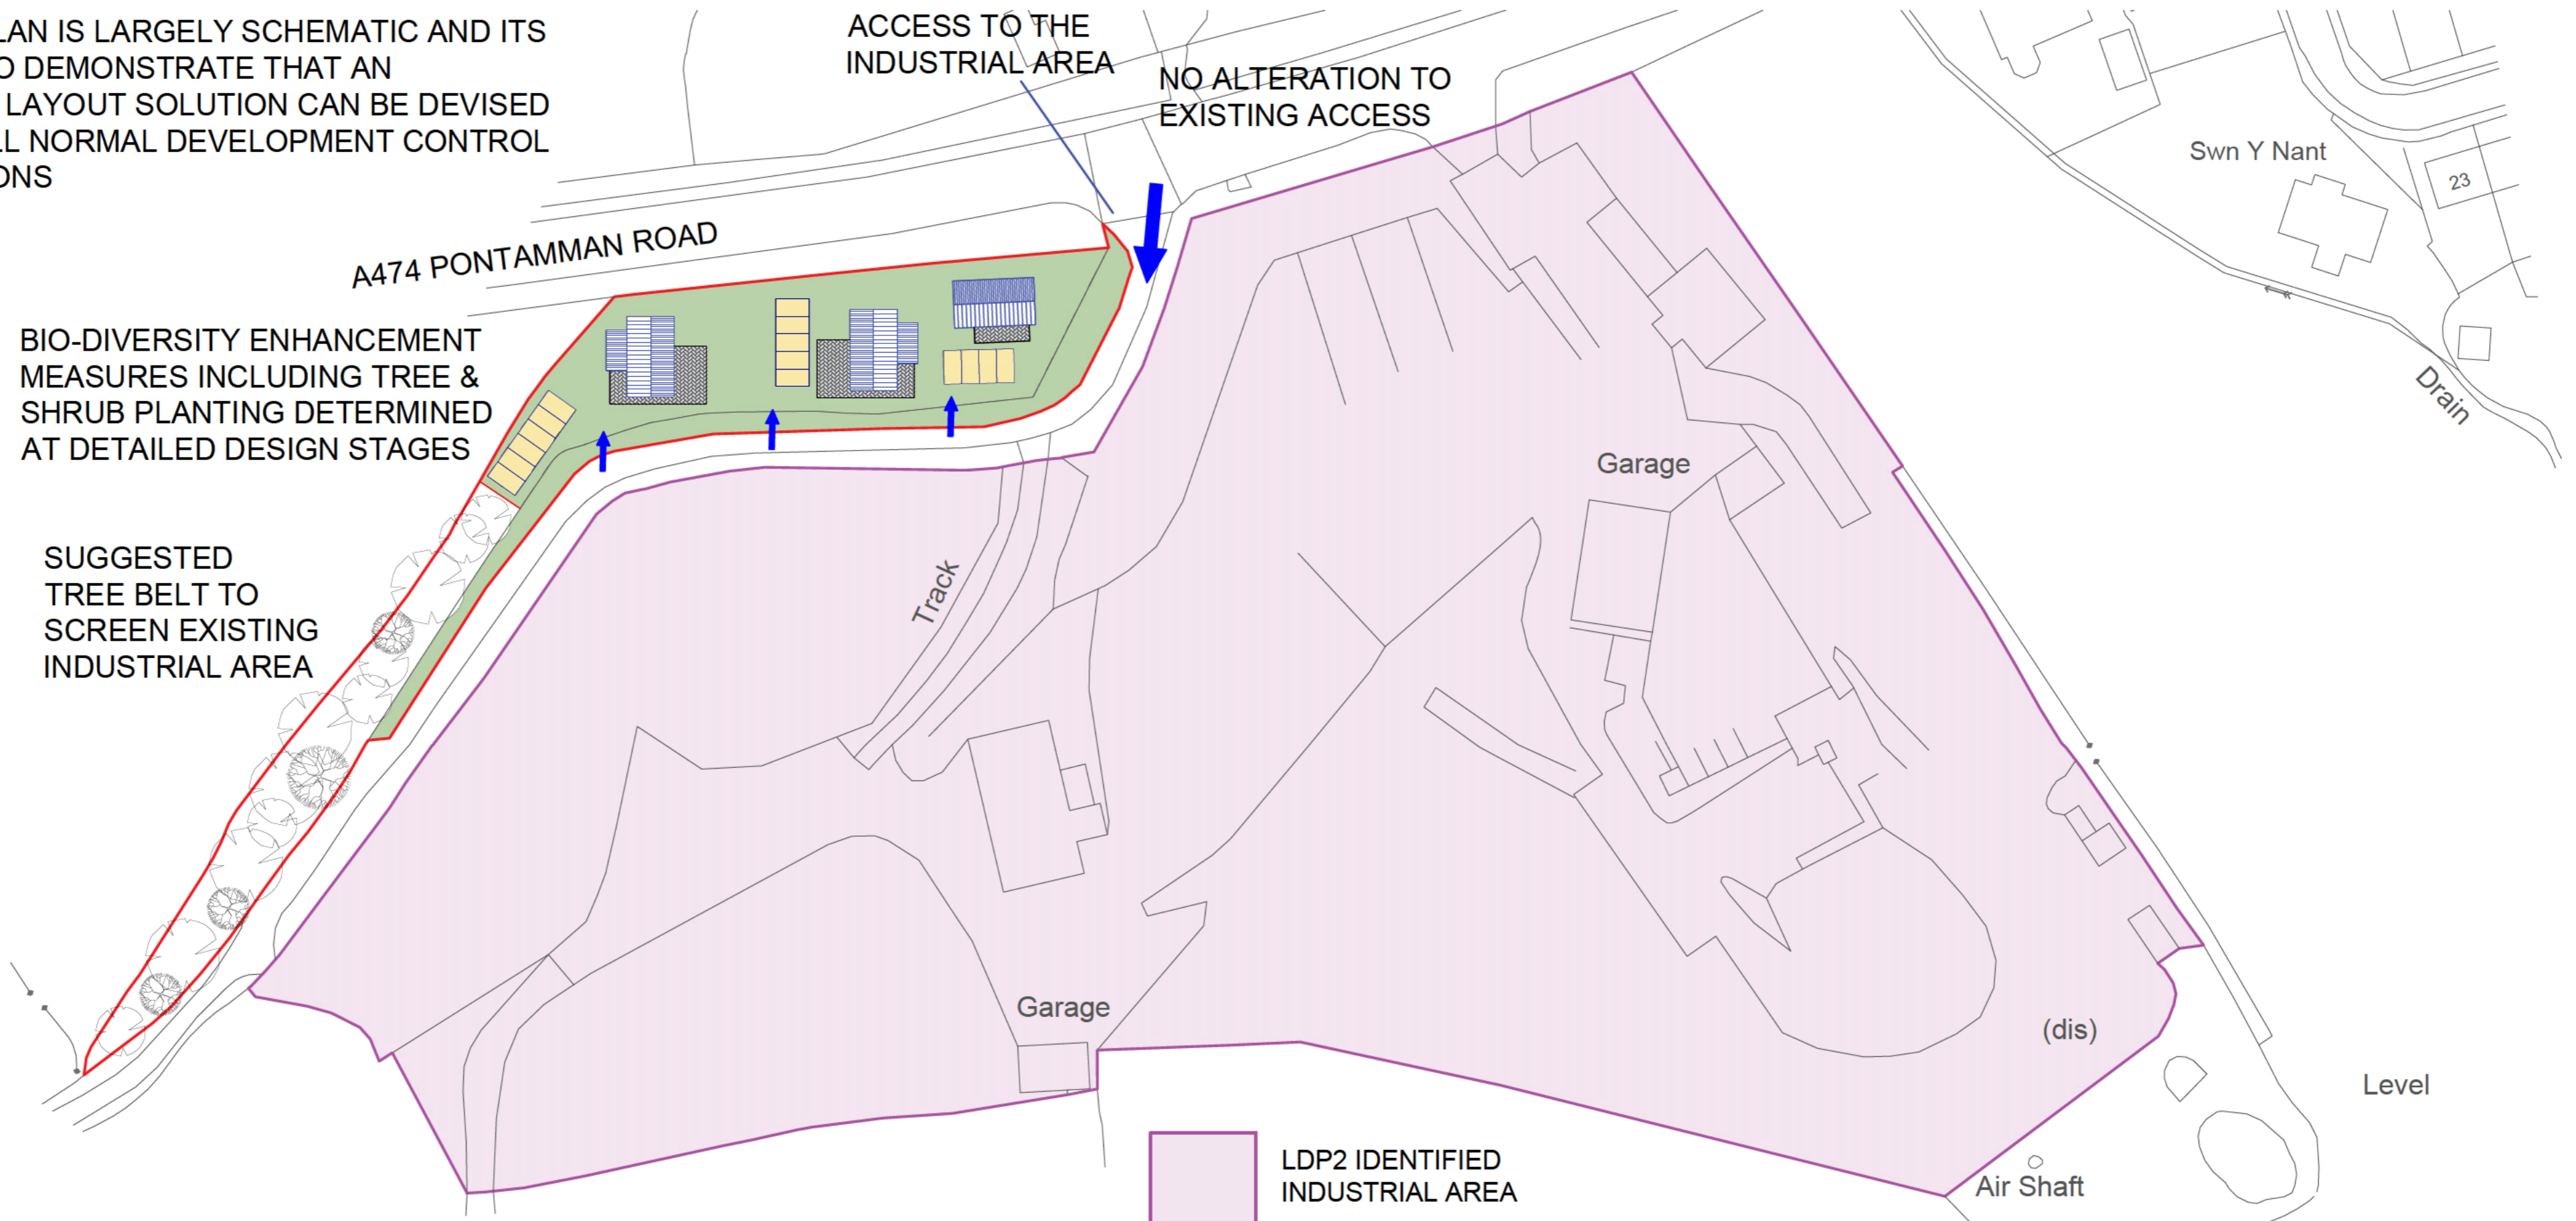 LAN IS LARGELY SCHEMATIC AND ITS
O DEMONSTRATE THAT AN
LAYOUT SOLUTION CAN BE DEVISED
LL NORMAL DEVELOPMENT CONTROL
ONS
ACCESS TO THE
INDUSTRIAL AREA
NO ALTERATION TO
EXISTING ACCESS
Swn Y Nant
23
A474 PONTAMMAN ROAD
BIO-DIVERSITY ENHANCEMENT
MEASURES INCLUDING TREE &
SHRUB PLANTING DETERMINED
AT DETAILED DESIGN STAGES
Drain
Garage
SUGGESTED
TREE BELT TO
SCREEN EXISTING
INDUSTRIAL AREA
Track
Garage
(dis)
Level
LDP2 IDENTIFIED
INDUSTRIAL AREA
Air Shaft